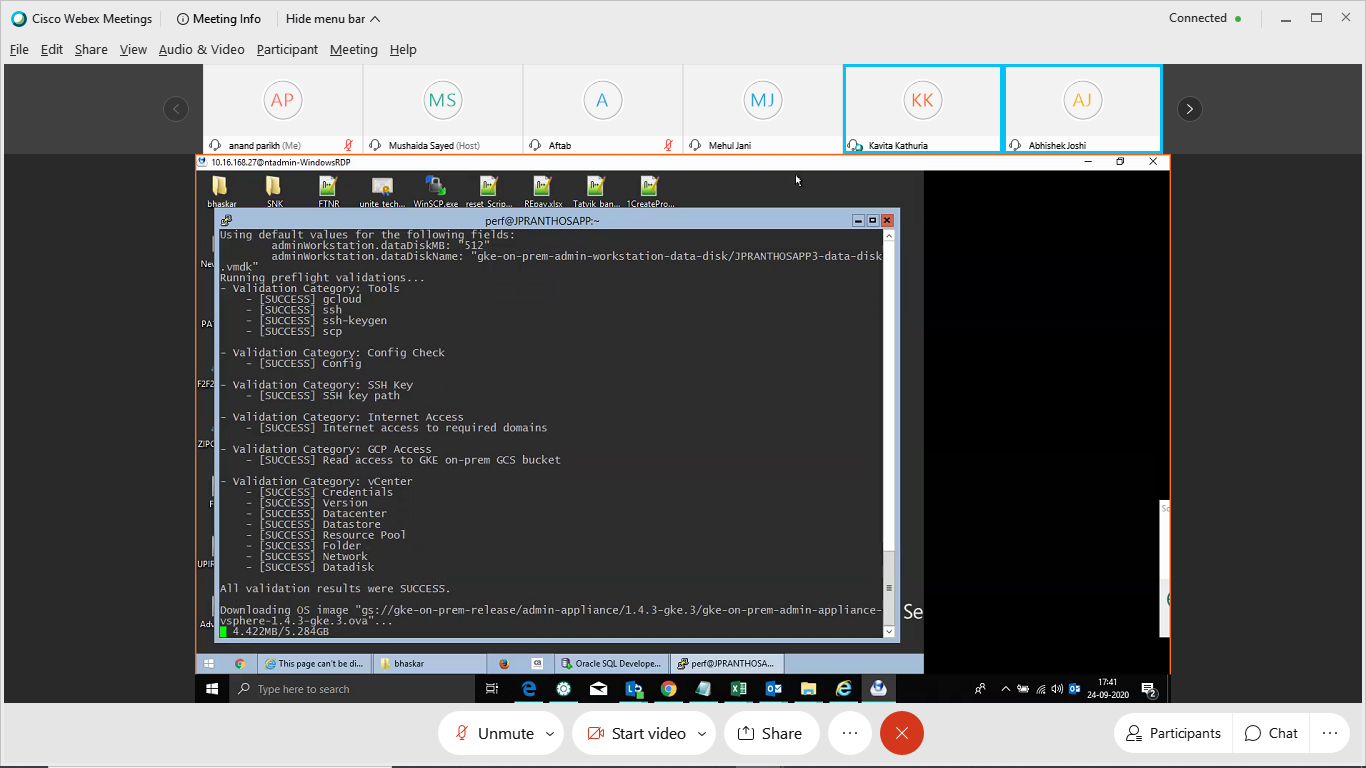 Cisco Webex Meetings
Meeting Info
Hide menu bar
Connected
File Edit Share View Audio & Video Participant Meeting Help
AP MS A MJ KK AJ
anand parikh (Me) Mushaida Sayed (Host) Aftab Mehul Jani Kavita Kathuria Abhishek Joshi
10.16.168.27@ntadmin-WindowsRDP
bhaskar SNK FTNR unite tech... WinSCP.exe reset_Scrip... REpay.xlsx Tatvik_ban... 1CreatePro...
perf@JPRANTHOSAPP:~
Using default values for the following fields:
adminWorkstation.dataDiskMB: "512"
adminWorkstation.dataDiskName: "gke-on-prem-admin-workstation-data-disk/JPRANTHOSAPP3-data-disk
.vmdk"
Running preflight validations...
- Validation Category: Tools
- [SUCCESS] gcloud
- [SUCCESS] ssh
- [SUCCESS] ssh-keygen
- [SUCCESS] scp
- Validation Category: Config Check
- [SUCCESS] Config
- Validation Category: SSH Key
- [SUCCESS] SSH key path
- Validation Category: Internet Access
- [SUCCESS] Internet access to required domains
- Validation Category: GCP Access
- [SUCCESS] Read access to GKE on-prem GCS bucket
- Validation Category: vCenter
- [SUCCESS] Credentials
- [SUCCESS] Version
- [SUCCESS] Datacenter
- [SUCCESS] Datastore
- [SUCCESS] Resource Pool
- [SUCCESS] Folder
- [SUCCESS] Network
- [SUCCESS] Datadisk
All validation results were SUCCESS.
Downloading OS image "gs://gke-on-prem-release/admin-appliance/1.4.3-gke.3/gke-on-prem-admin-appliance-
vsphere-1.4.3-gke.3.ova"...
4.422MB/5.284GB
Se
This page can't be di... bhaskar Oracle SQL Develope... perf@JPRANTHOSA...
Type here to search
17:41
24-09-2020
2
Unmute Start video Share Participants Chat